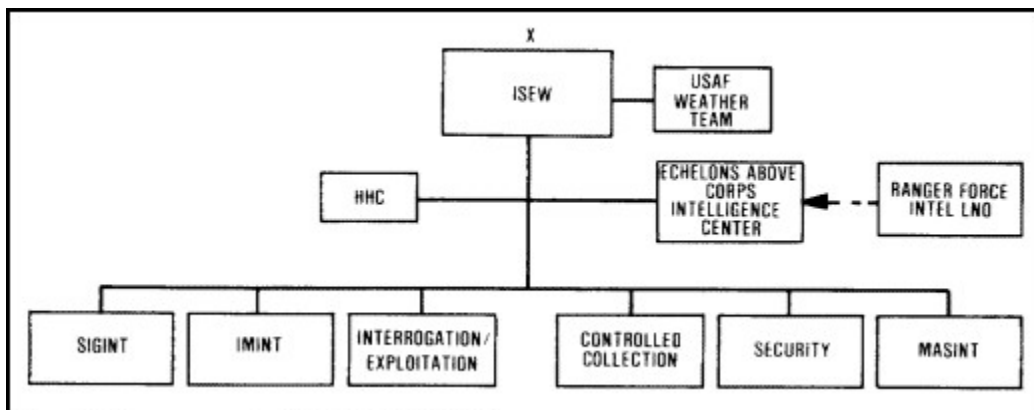 X
ISEW
USAF
WEATHER
TEAM
HHC
ECHELONS ABOVE
CORPS
INTELLIGENCE
CENTER
RANGER FORCE
INTEL LNO
SIGINT
IMINT
INTERROGATION/
EXPLOITATION
CONTROLLED
COLLECTION
SECURITY
MASINT